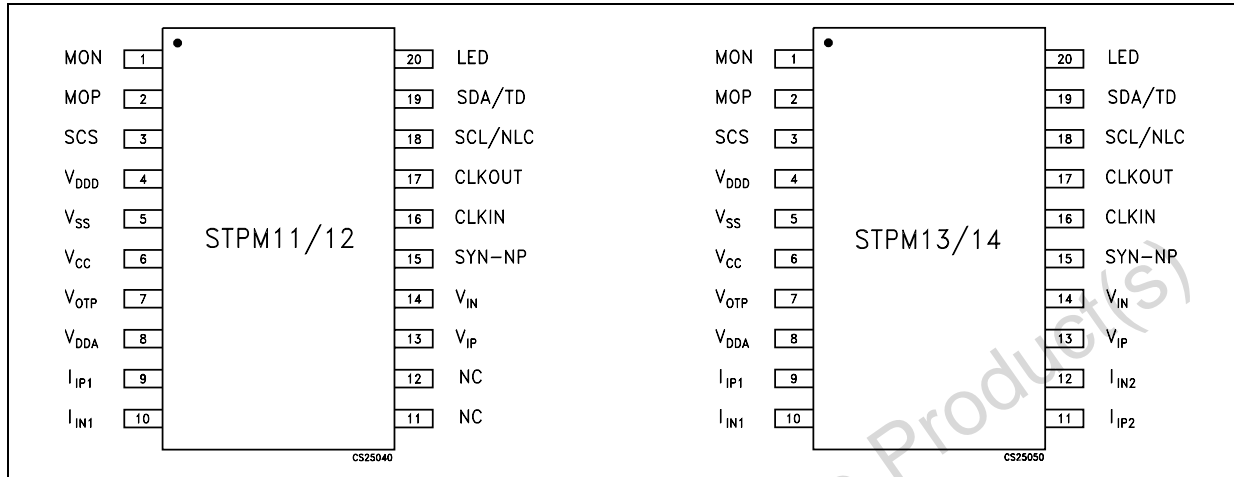 MON 1 20 LED
MOP 2 19 SDA/TD
SCS 3 18 SCL/NLC
VDDD 4 17 CLKOUT
VSS 5 16 CLKIN
STPM11/12
VCC 6 15 SYN-NP
VOTP 7 14 VIN
VDDA 8 13 VIP
IIP1 9 12 NC
IIN1 10 11 NC
CS25040
MON 1 20 LED
MOP 2 19 SDA/TD
SCS 3 18 SCL/NLC
VDDD 4 17 CLKOUT
VSS 5 16 CLKIN
STPM13/14
VCC 6 15 SYN-NP
VOTP 7 14 VIN
VDDA 8 13 VIP
IIP1 9 12 IIN2
IIN1 10 11 IIP2
CS25050
Product(s)